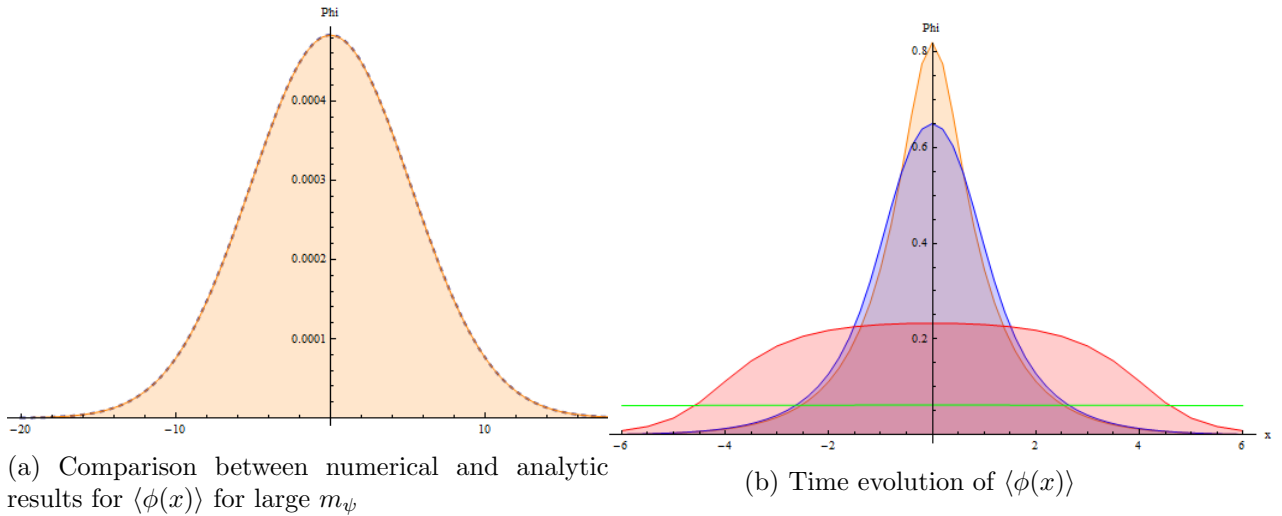 Phi
0.0004
0.0003
0.0002
0.0001
−20
−10
10
(a) Comparison between numerical and analytic
results for ⟨ϕ(x)⟩ for large mψ
Phi
0.8
0.6
0.4
0.2
−6
−4
−2
2
4
6
x
(b) Time evolution of ⟨ϕ(x)⟩